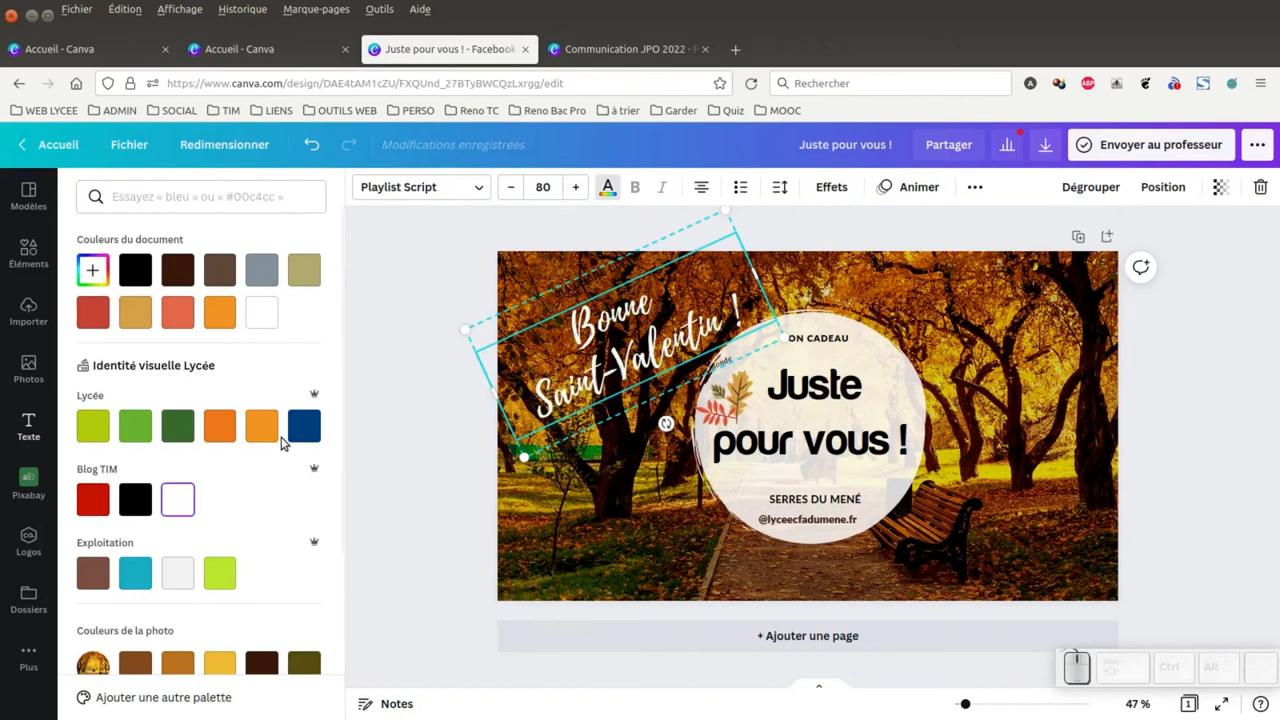 Fichier Édition Affichage Historique Marque-pages Outils Aide
Accueil - Canva
Accueil - Canva
Juste pour vous ! - Facebook
Communication JPO 2022 - P
https://www.canva.com/design/DAE4tAM1cZU/FXQUnd_27BTyBWCQzLxrgg/edit
Rechercher
WEB LYCEE ADMIN SOCIAL TIM LIENS OUTILS WEB PERSO Reno TC Reno Bac Pro à trier Garder Quiz MOOC
Accueil Fichier Redimensionner Modifications enregistrées Juste pour vous ! Partager Envoyer au professeur
Modèles
Éléments
Importer
Photos
Texte
Pixabay
Logos
Dossiers
Plus
Essayez « bleu » ou « #00c4cc »
Couleurs du document
Identité visuelle Lycée
Lycée
Blog TIM
Exploitation
Couleurs de la photo
Ajouter une autre palette
Playlist Script 80 A B I Effets Animer Dégrouper Position
Bonne
Saint-Valentin !
ON CADEAU
Juste
pour vous !
SERRES DU MENÉ
@lyceecfadumene.fr
+ Ajouter une page
Ctrl Alt
Notes 47 % 1